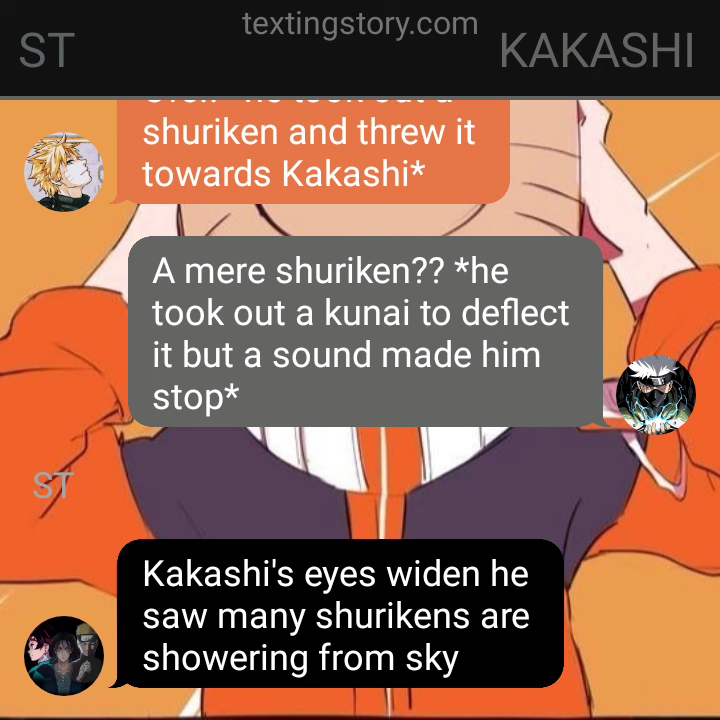 textingstory.com
ST
KAKASHI
shuriken and threw it
towards Kakashi*
A mere shuriken?? *he
took out a kunai to deflect
it but a sound made him
stop*
ST
Kakashi's eyes widen he
saw many shurikens are
showering from sky